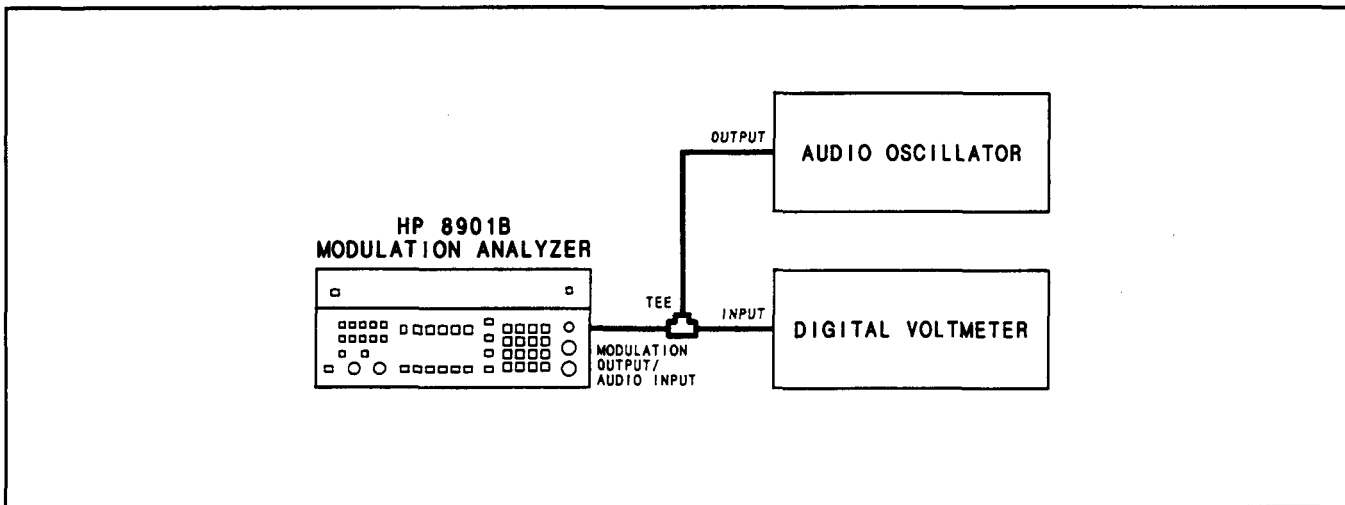 OUTPUT
AUDIO OSCILLATOR
HP 8901B
MODULATION ANALYZER
TEE
INPUT
DIGITAL VOLTMETER
MODULATION
OUTPUT/
AUDIO INPUT